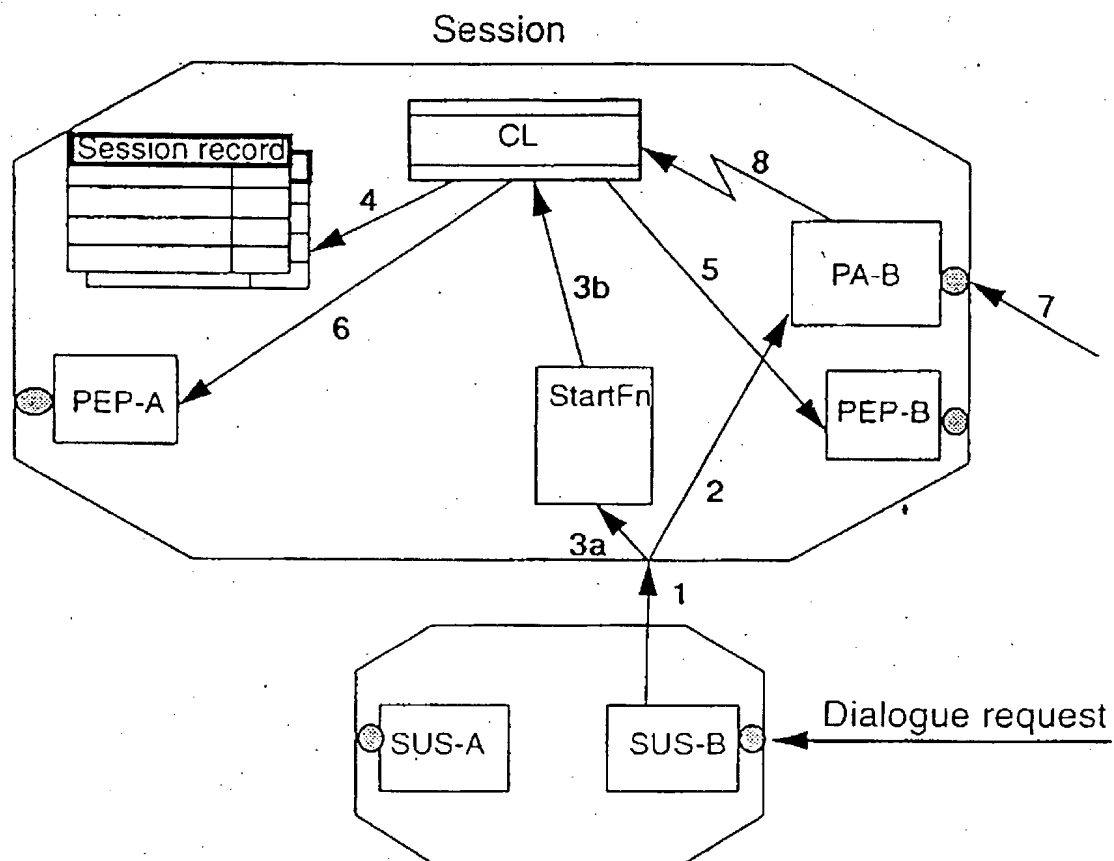 Session
CL
Session record
8
4
3b
5
PA-B
7
6
PEP-A
StartFn
PEP-B
2
3a
1
SUS-A
SUS-B
Dialogue request